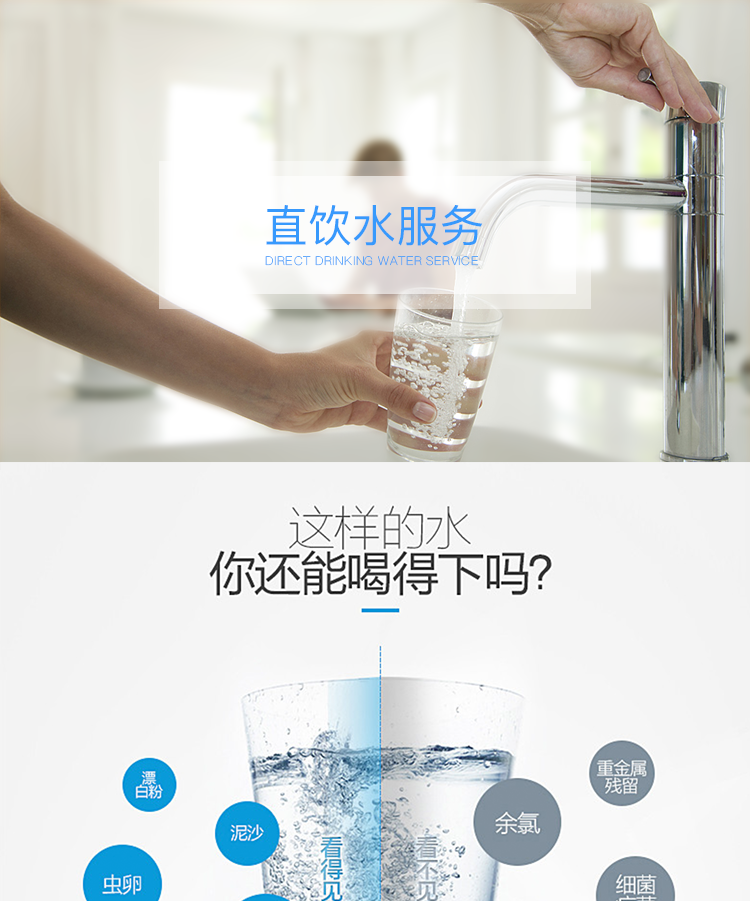 直饮水服务
DIRECT DRINKING WATER SERVICE
这样的水
你还能喝得下吗?
漂
白粉
泥沙
虫卵
看得见
看不见
余氯
重金属
残留
细菌